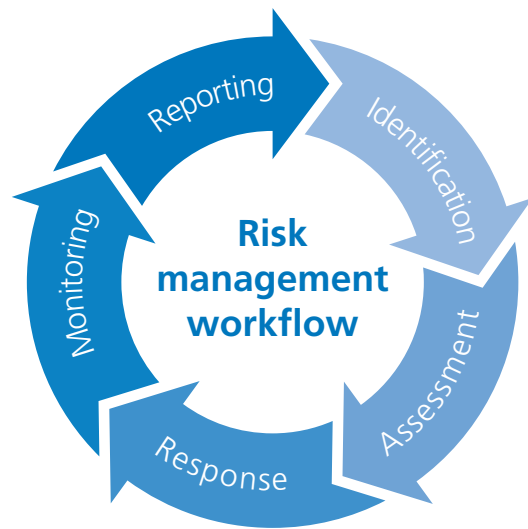 Risk
management
workflow
Identification
Assessment
Response
Monitoring
Reporting